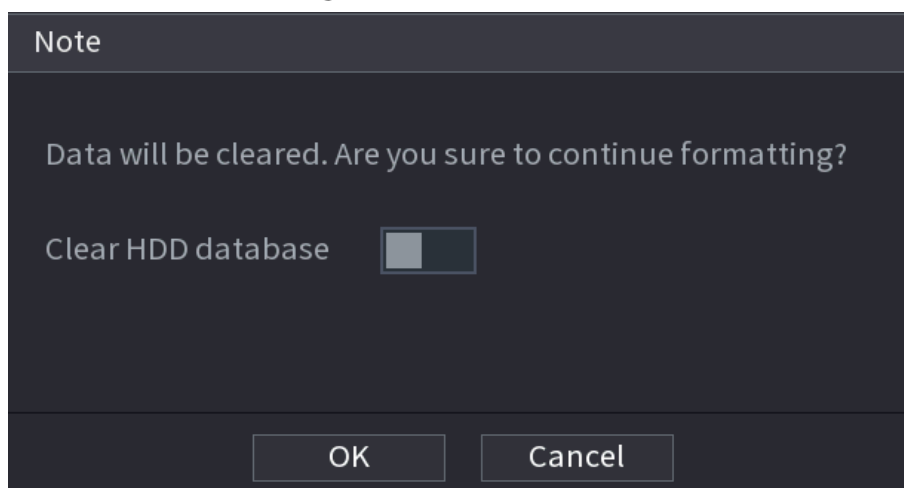 Note
Data will be cleared. Are you sure to continue formatting?
Clear HDD database
OK
Cancel